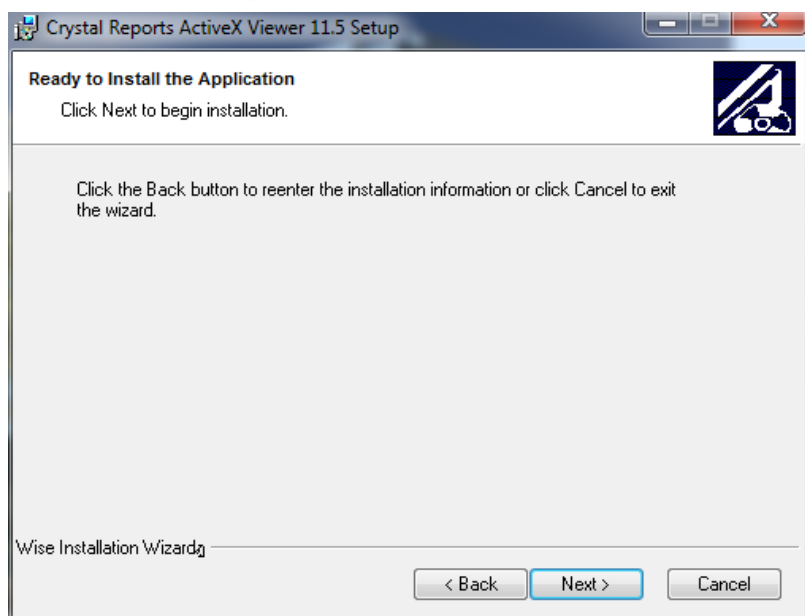 Crystal Reports ActiveX Viewer 11.5 Setup
Ready to Install the Application
Click Next to begin installation.
Click the Back button to reenter the installation information or click Cancel to exit
the wizard.
Wise Installation Wizard
< Back
Next >
Cancel